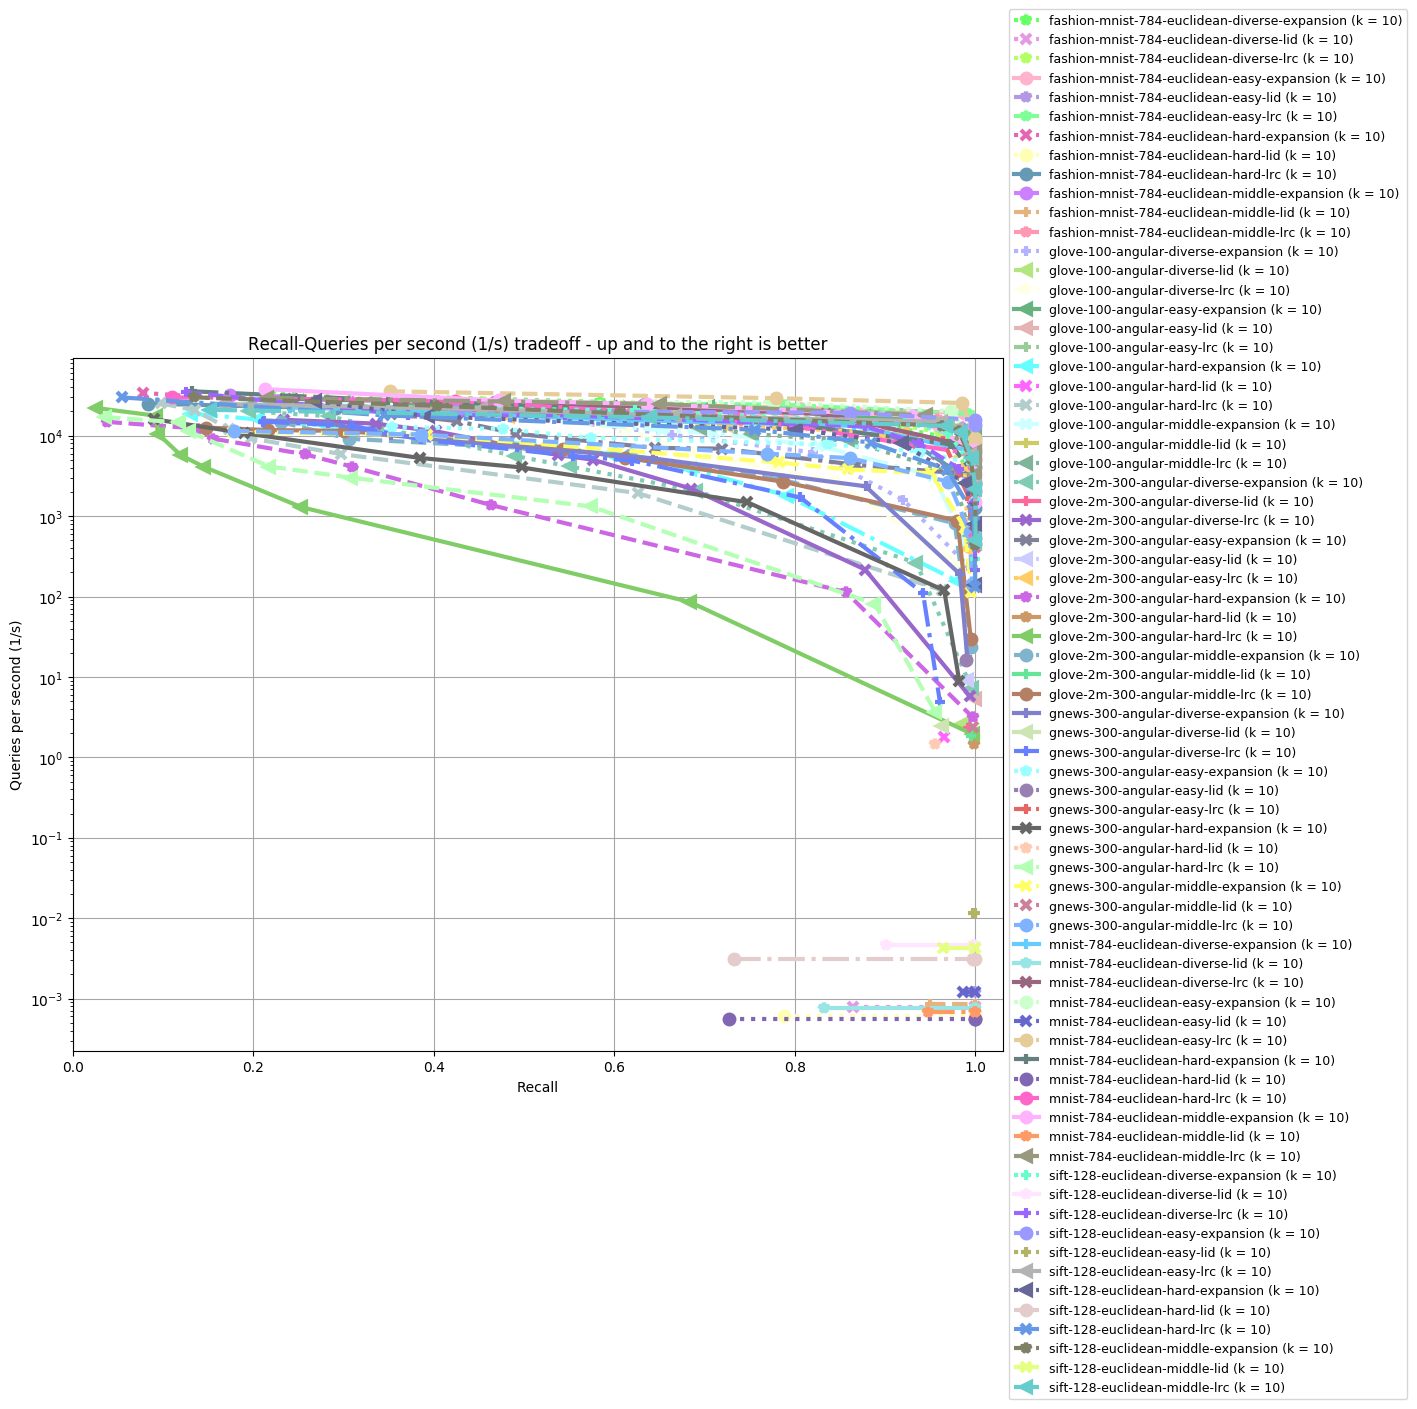 Recall-Queries per second (1/s) tradeoff - up and to the right is better
Queries per second (1/s)
10⁴
10³
10²
10¹
10⁰
10⁻¹
10⁻²
10⁻³
0.0 0.2 0.4 0.6 0.8 1.0
Recall
fashion-mnist-784-euclidean-diverse-expansion (k = 10)
fashion-mnist-784-euclidean-diverse-lid (k = 10)
fashion-mnist-784-euclidean-diverse-lrc (k = 10)
fashion-mnist-784-euclidean-easy-expansion (k = 10)
fashion-mnist-784-euclidean-easy-lid (k = 10)
fashion-mnist-784-euclidean-easy-lrc (k = 10)
fashion-mnist-784-euclidean-hard-expansion (k = 10)
fashion-mnist-784-euclidean-hard-lid (k = 10)
fashion-mnist-784-euclidean-hard-lrc (k = 10)
fashion-mnist-784-euclidean-middle-expansion (k = 10)
fashion-mnist-784-euclidean-middle-lid (k = 10)
fashion-mnist-784-euclidean-middle-lrc (k = 10)
glove-100-angular-diverse-expansion (k = 10)
glove-100-angular-diverse-lid (k = 10)
glove-100-angular-diverse-lrc (k = 10)
glove-100-angular-easy-expansion (k = 10)
glove-100-angular-easy-lid (k = 10)
glove-100-angular-easy-lrc (k = 10)
glove-100-angular-hard-expansion (k = 10)
glove-100-angular-hard-lid (k = 10)
glove-100-angular-hard-lrc (k = 10)
glove-100-angular-middle-expansion (k = 10)
glove-100-angular-middle-lid (k = 10)
glove-100-angular-middle-lrc (k = 10)
glove-2m-300-angular-diverse-expansion (k = 10)
glove-2m-300-angular-diverse-lid (k = 10)
glove-2m-300-angular-diverse-lrc (k = 10)
glove-2m-300-angular-easy-expansion (k = 10)
glove-2m-300-angular-easy-lid (k = 10)
glove-2m-300-angular-easy-lrc (k = 10)
glove-2m-300-angular-hard-expansion (k = 10)
glove-2m-300-angular-hard-lid (k = 10)
glove-2m-300-angular-hard-lrc (k = 10)
glove-2m-300-angular-middle-expansion (k = 10)
glove-2m-300-angular-middle-lid (k = 10)
glove-2m-300-angular-middle-lrc (k = 10)
gnews-300-angular-diverse-expansion (k = 10)
gnews-300-angular-diverse-lid (k = 10)
gnews-300-angular-diverse-lrc (k = 10)
gnews-300-angular-easy-expansion (k = 10)
gnews-300-angular-easy-lid (k = 10)
gnews-300-angular-easy-lrc (k = 10)
gnews-300-angular-hard-expansion (k = 10)
gnews-300-angular-hard-lid (k = 10)
gnews-300-angular-hard-lrc (k = 10)
gnews-300-angular-middle-expansion (k = 10)
gnews-300-angular-middle-lid (k = 10)
gnews-300-angular-middle-lrc (k = 10)
mnist-784-euclidean-diverse-expansion (k = 10)
mnist-784-euclidean-diverse-lid (k = 10)
mnist-784-euclidean-diverse-lrc (k = 10)
mnist-784-euclidean-easy-expansion (k = 10)
mnist-784-euclidean-easy-lid (k = 10)
mnist-784-euclidean-easy-lrc (k = 10)
mnist-784-euclidean-hard-expansion (k = 10)
mnist-784-euclidean-hard-lid (k = 10)
mnist-784-euclidean-hard-lrc (k = 10)
mnist-784-euclidean-middle-expansion (k = 10)
mnist-784-euclidean-middle-lid (k = 10)
mnist-784-euclidean-middle-lrc (k = 10)
sift-128-euclidean-diverse-expansion (k = 10)
sift-128-euclidean-diverse-lid (k = 10)
sift-128-euclidean-diverse-lrc (k = 10)
sift-128-euclidean-easy-expansion (k = 10)
sift-128-euclidean-easy-lid (k = 10)
sift-128-euclidean-easy-lrc (k = 10)
sift-128-euclidean-hard-expansion (k = 10)
sift-128-euclidean-hard-lid (k = 10)
sift-128-euclidean-hard-lrc (k = 10)
sift-128-euclidean-middle-expansion (k = 10)
sift-128-euclidean-middle-lid (k = 10)
sift-128-euclidean-middle-lrc (k = 10)